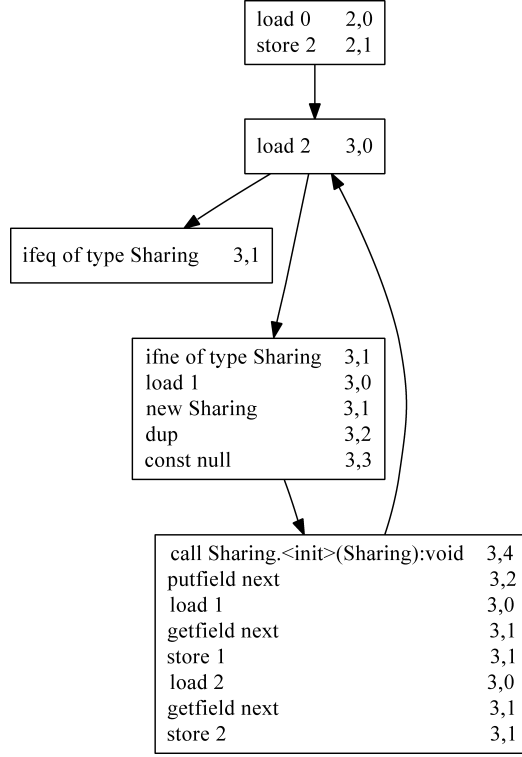 load 0 2,0
store 2 2,1
load 2 3,0
ifeq of type Sharing 3,1
ifne of type Sharing 3,1
load 1 3,0
new Sharing 3,1
dup 3,2
const null 3,3
call Sharing.<init>(Sharing):void 3,4
putfield next 3,2
load 1 3,0
getfield next 3,1
store 1 3,1
load 2 3,0
getfield next 3,1
store 2 3,1